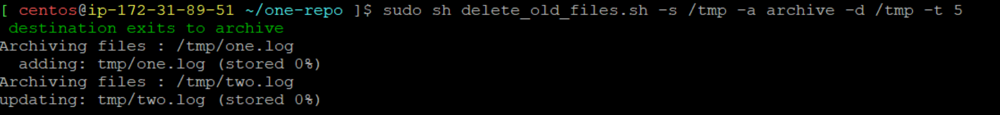 [ centos@ip-172-31-89-51 ~/one-repo ]$ sudo sh delete_old_files.sh -s /tmp -a archive -d /tmp -t 5
destination exits to archive
Archiving files : /tmp/one.log
  adding: tmp/one.log (stored 0%)
Archiving files : /tmp/two.log
updating: tmp/two.log (stored 0%)